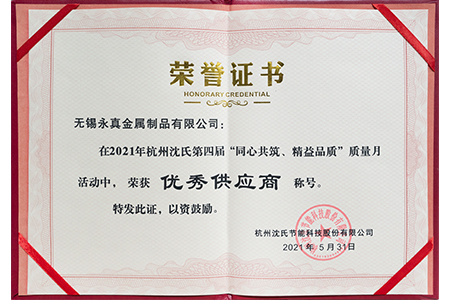 荣誉证书
HONORARY CREDENTIAL
无锡永真金属制品有限公司：
在2021年杭州沈氏第四届“同心共筑、精益品质”质量月
活动中，荣获 优秀供应商 称号。
特发此证，以资鼓励。
杭州沈氏节能科技股份有限公司
2021年5月31日